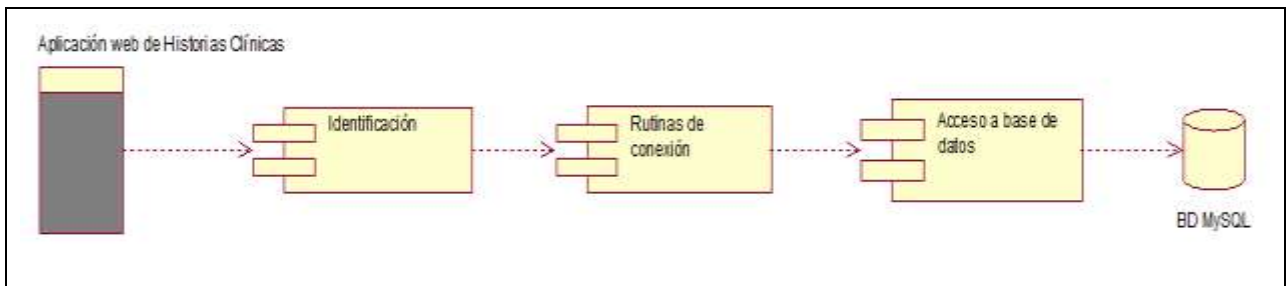 Aplicación web de Historias Clínicas
Identificación
Rutinas de
conexión
Acceso a base de
datos
BD MySQL